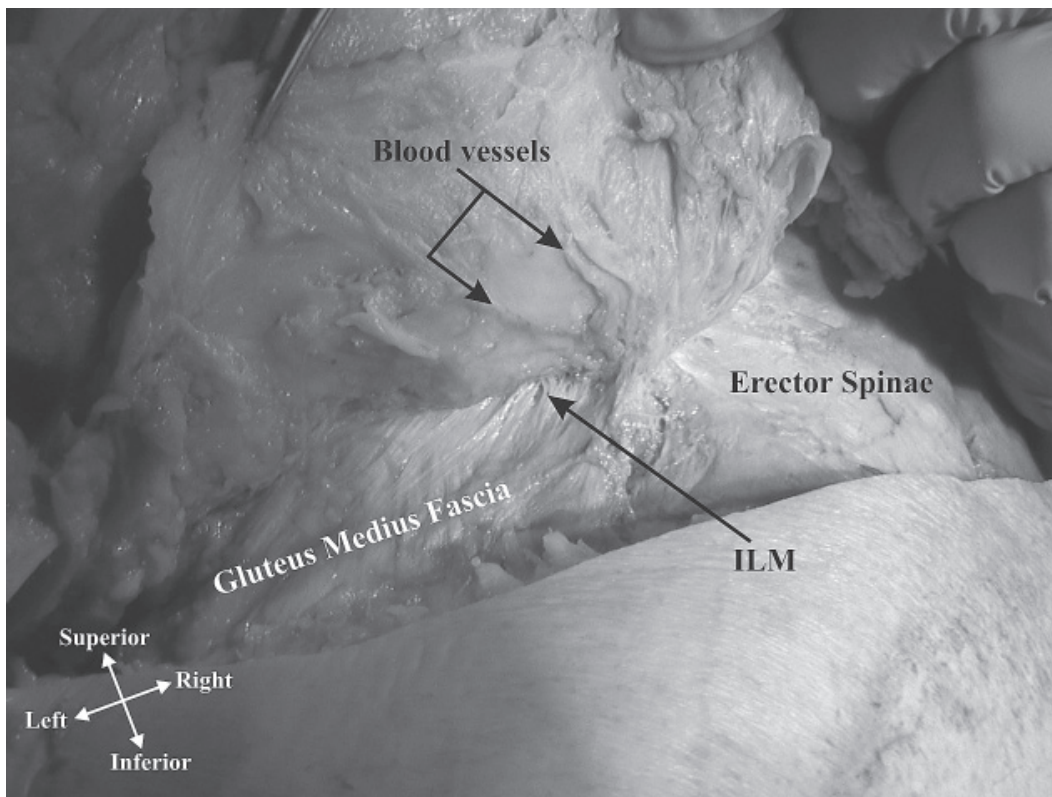 Blood vessels
Erector Spinae
Gluteus Medius Fascia
ILM
Superior
Right
Left
Inferior